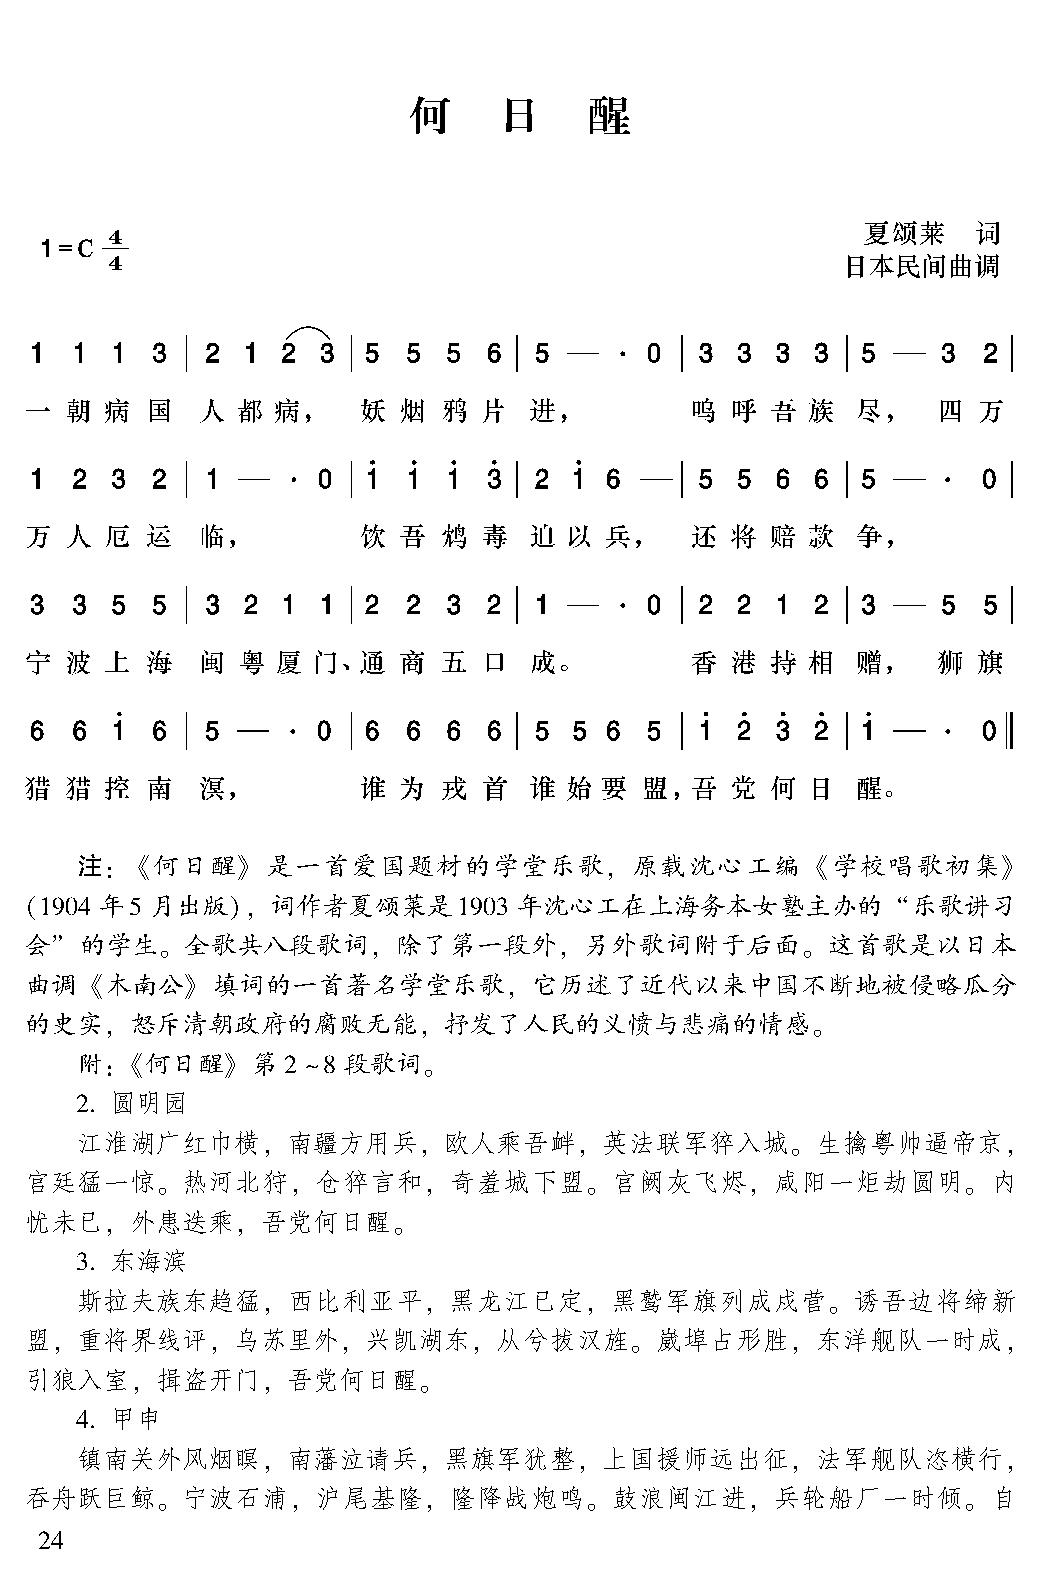 何 日 醒
1=C 4/4
夏颂莱 词
日本民间曲调
1 1 1 3 | 2 1 2 3 | 5 5 5 6 | 5 — · 0 | 3 3 3 3 | 5 — 3 2 |
一 朝 病 国 人 都 病， 妖 烟 鸦 片 进， 呜 呼 吾 族 尽， 四 万
1 2 3 2 | 1 — · 0 | i i i 3̇ | 2 i 6 — | 5 5 6 6 | 5 — · 0 |
万 人 厄 运 临， 饮 吾 鸩 毒 迫 以 兵， 还 将 赔 款 争，
3 3 5 5 | 3 2 1 1 | 2 2 3 2 | 1 — · 0 | 2 2 1 2 | 3 — 5 5 |
宁 波 上 海 闽 粤 厦 门、通 商 五 口 成。 香 港 持 相 赠， 狮 旗
6 6 i 6 | 5 — · 0 | 6 6 6 6 | 5 5 6 5 | i 2̇ 3̇ 2̇ | i — · 0 ‖
猎 猎 控 南 溟， 谁 为 戎 首 谁 始 要 盟，吾 党 何 日 醒。
注：《何日醒》是一首爱国题材的学堂乐歌，原载沈心工编《学校唱歌初集》
(1904 年 5 月出版)，词作者夏颂莱是 1903 年沈心工在上海务本女塾主办的“乐歌讲习
会”的学生。全歌共八段歌词，除了第一段外，另外歌词附于后面。这首歌是以日本
曲调《木南公》填词的一首著名学堂乐歌，它历述了近代以来中国不断地被侵略瓜分
的史实，怒斥清朝政府的腐败无能，抒发了人民的义愤与悲痛的情感。
附：《何日醒》第 2～8 段歌词。
2. 圆明园
江淮湖广红巾横，南疆方用兵，欧人乘吾衅，英法联军猝入城。生擒粤帅逼帝京，
宫廷猛一惊。热河北狩，仓猝言和，奇羞城下盟。宫阙灰飞烬，咸阳一炬劫圆明。内
忧未已，外患迭乘，吾党何日醒。
3. 东海滨
斯拉夫族东趋猛，西比利亚平，黑龙江已定，黑鹫军旗列成戍营。诱吾边将缔新
盟，重将界线评，乌苏里外，兴凯湖东，从兮拨汉旌。崴埠占形胜，东洋舰队一时成，
引狼入室，揖盗开门，吾党何日醒。
4. 甲申
镇南关外风烟暝，南藩泣请兵，黑旗军犹整，上国援师远出征，法军舰队恣横行，
吞舟跃巨鲸。宁波石浦，沪尾基隆，隆降战炮鸣。鼓浪闽江进，兵轮船厂一时倾。自
24